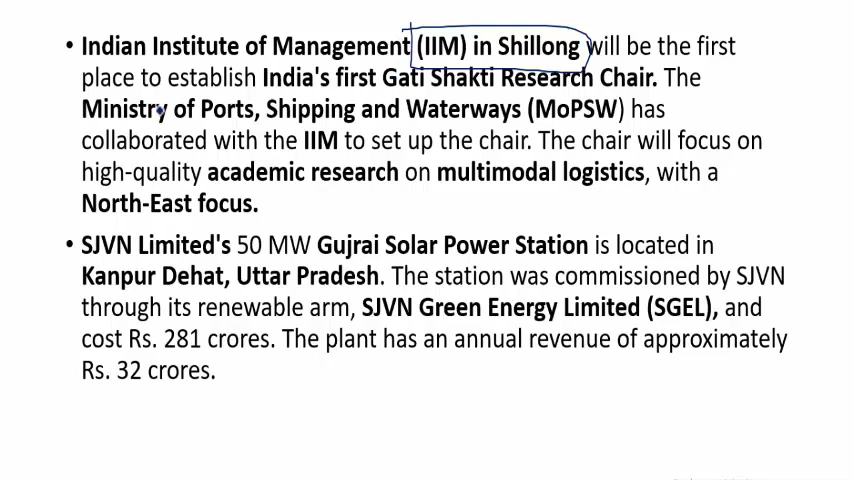 • Indian Institute of Management (IIM) in Shillong will be the first
place to establish India's first Gati Shakti Research Chair. The
Ministry of Ports, Shipping and Waterways (MoPSW) has
collaborated with the IIM to set up the chair. The chair will focus on
high-quality academic research on multimodal logistics, with a
North-East focus.
• SJVN Limited's 50 MW Gujrai Solar Power Station is located in
Kanpur Dehat, Uttar Pradesh. The station was commissioned by SJVN
through its renewable arm, SJVN Green Energy Limited (SGEL), and
cost Rs. 281 crores. The plant has an annual revenue of approximately
Rs. 32 crores.